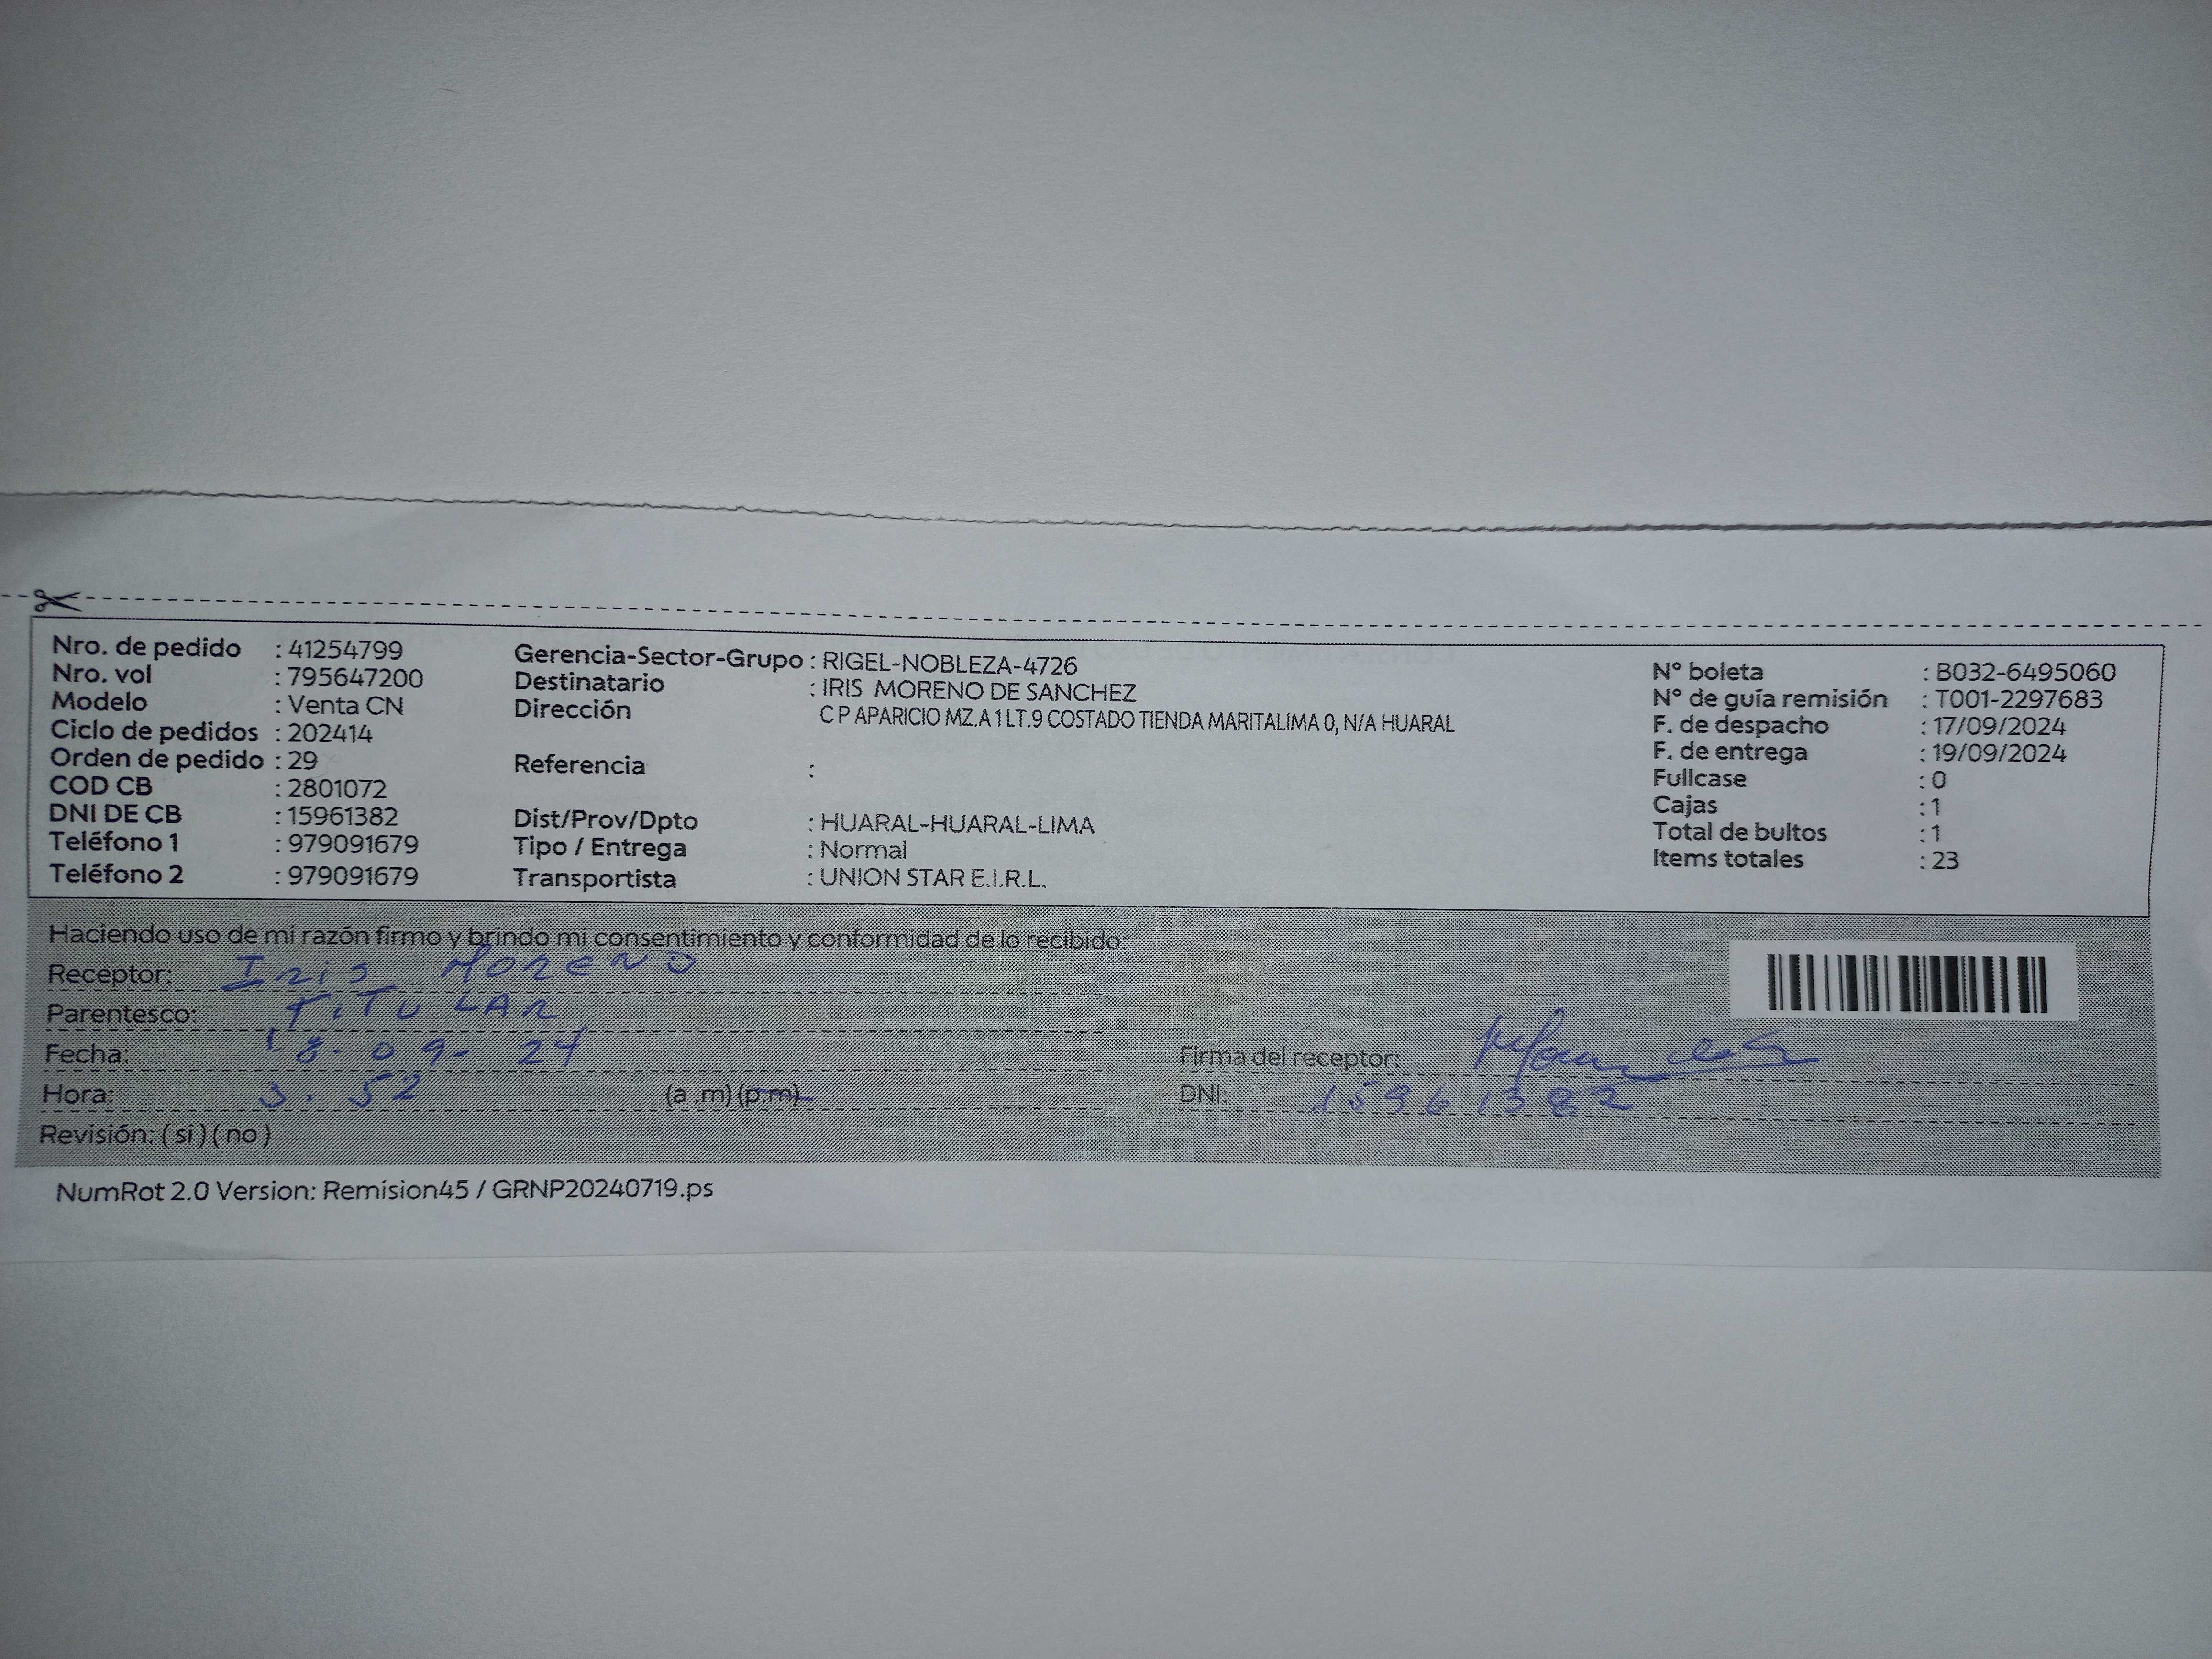 Nro. de pedido : 41254799
Nro. vol : 795647200
Modelo : Venta CN
Ciclo de pedidos : 202414
Orden de pedido : 29
COD CB : 2801072
DNI DE CB : 15961382
Teléfono 1 : 979091679
Teléfono 2 : 979091679
Gerencia-Sector-Grupo : RIGEL-NOBLEZA-4726
Destinatario : IRIS MORENO DE SANCHEZ
Dirección C P APARICIO MZ.A 1 LT.9 COSTADO TIENDA MARITALIMA 0, N/A HUARAL
Referencia :
Dist/Prov/Dpto : HUARAL-HUARAL-LIMA
Tipo / Entrega : Normal
Transportista : UNION STAR E.I.R.L.
N° boleta : B032-6495060
N° de guía remisión : T001-2297683
F. de despacho : 17/09/2024
F. de entrega : 19/09/2024
Fullcase : 0
Cajas : 1
Total de bultos : 1
Items totales : 23
Haciendo uso de mi razón firmo y brindo mi consentimiento y conformidad de lo recibido:
Receptor: IRIS MORENO
Parentesco: TITULAR
Fecha: 18-09-24
Hora: 3.52 (a .m) (p.m)
Revisión: ( si ) ( no )
Firma del receptor:
DNI: 15961382
NumRot 2.0 Version: Remision45 / GRNP20240719.ps